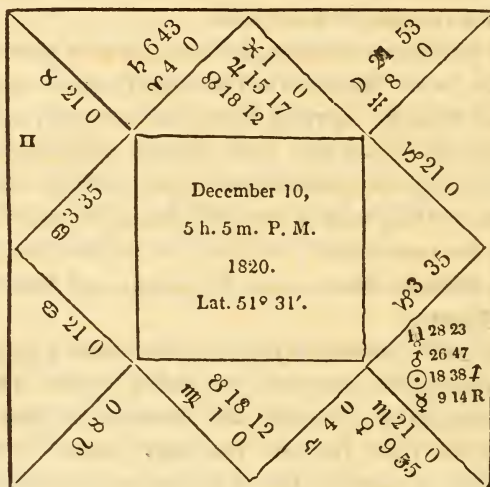 ♄ 6 43
♈ 4 0
♓ 1 0
♃ 15 17
☊ 18 12
☽ 53
♒ 8 0
♉ 21 0
♊
♑ 21 0
♋ 3 35
December 10,
5 h. 5 m. P. M.
1820.
Lat. 51° 31′.
♑ 3 35
♅ 28 23
♂ 26 47
☉ 18 38 ♐
☿ 9 14 R
♋ 21 0
♌ 8 0
☋ 18 12
♍ 1 0
♎ 4 0
♏ 21 0
♀ 9